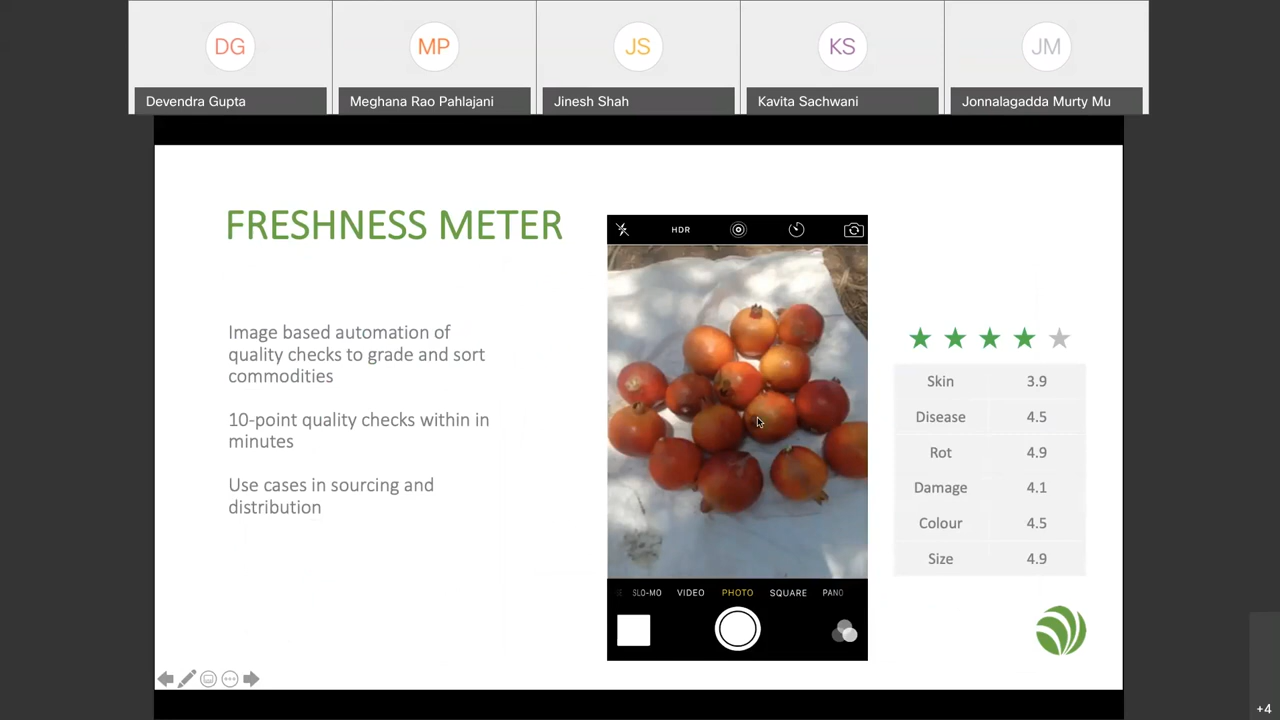 DG
MP
JS
KS
JM
Devendra Gupta
Meghana Rao Pahlajani
Jinesh Shah
Kavita Sachwani
Jonnalagadda Murty Mu
FRESHNESS METER
Image based automation of
quality checks to grade and sort
commodities
10-point quality checks within in
minutes
Use cases in sourcing and
distribution
HDR
SLO-MO VIDEO PHOTO SQUARE PANO
Skin 3.9
Disease 4.5
Rot 4.9
Damage 4.1
Colour 4.5
Size 4.9
+4